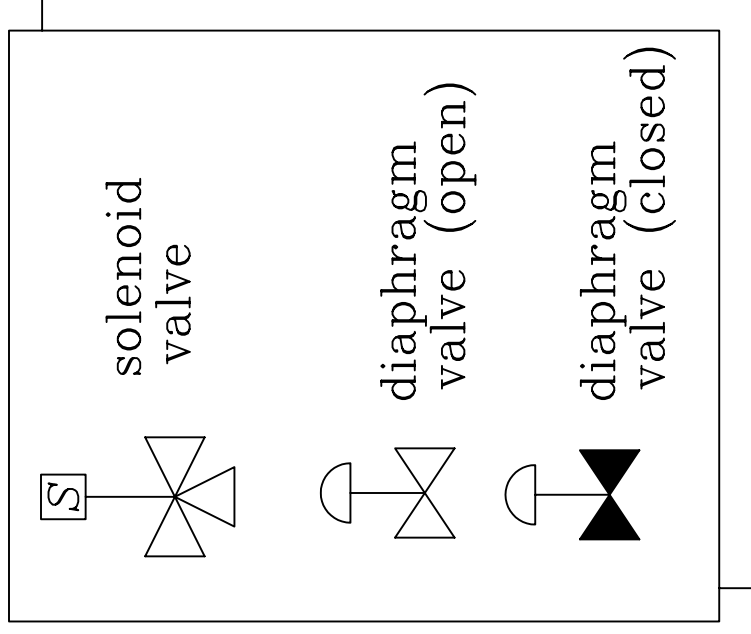 S
solenoid
valve
diaphragm
valve (open)
diaphragm
valve (closed)